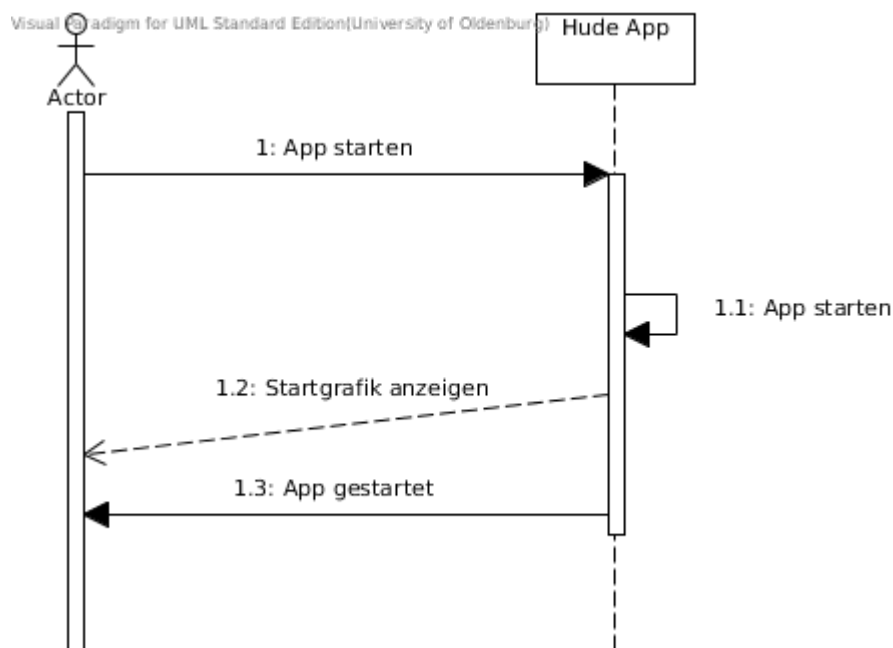 Visual Paradigm for UML Standard Edition(University of Oldenburg)
Hude App
Actor
1: App starten
1.1: App starten
1.2: Startgrafik anzeigen
1.3: App gestartet